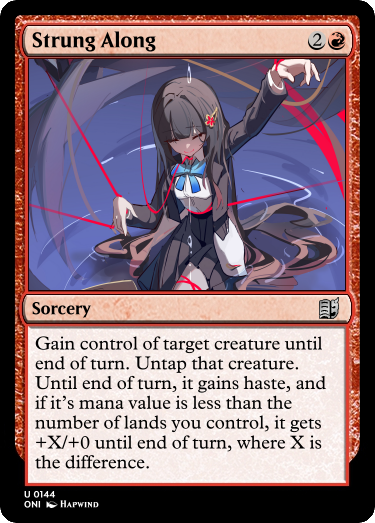 Strung Along 2
Sorcery
Gain control of target creature until
end of turn. Untap that creature.
Until end of turn, it gains haste, and
if it's mana value is less than the
number of lands you control, it gets
+X/+0 until end of turn, where X is
the difference.
U 0144
ONI Hapwind